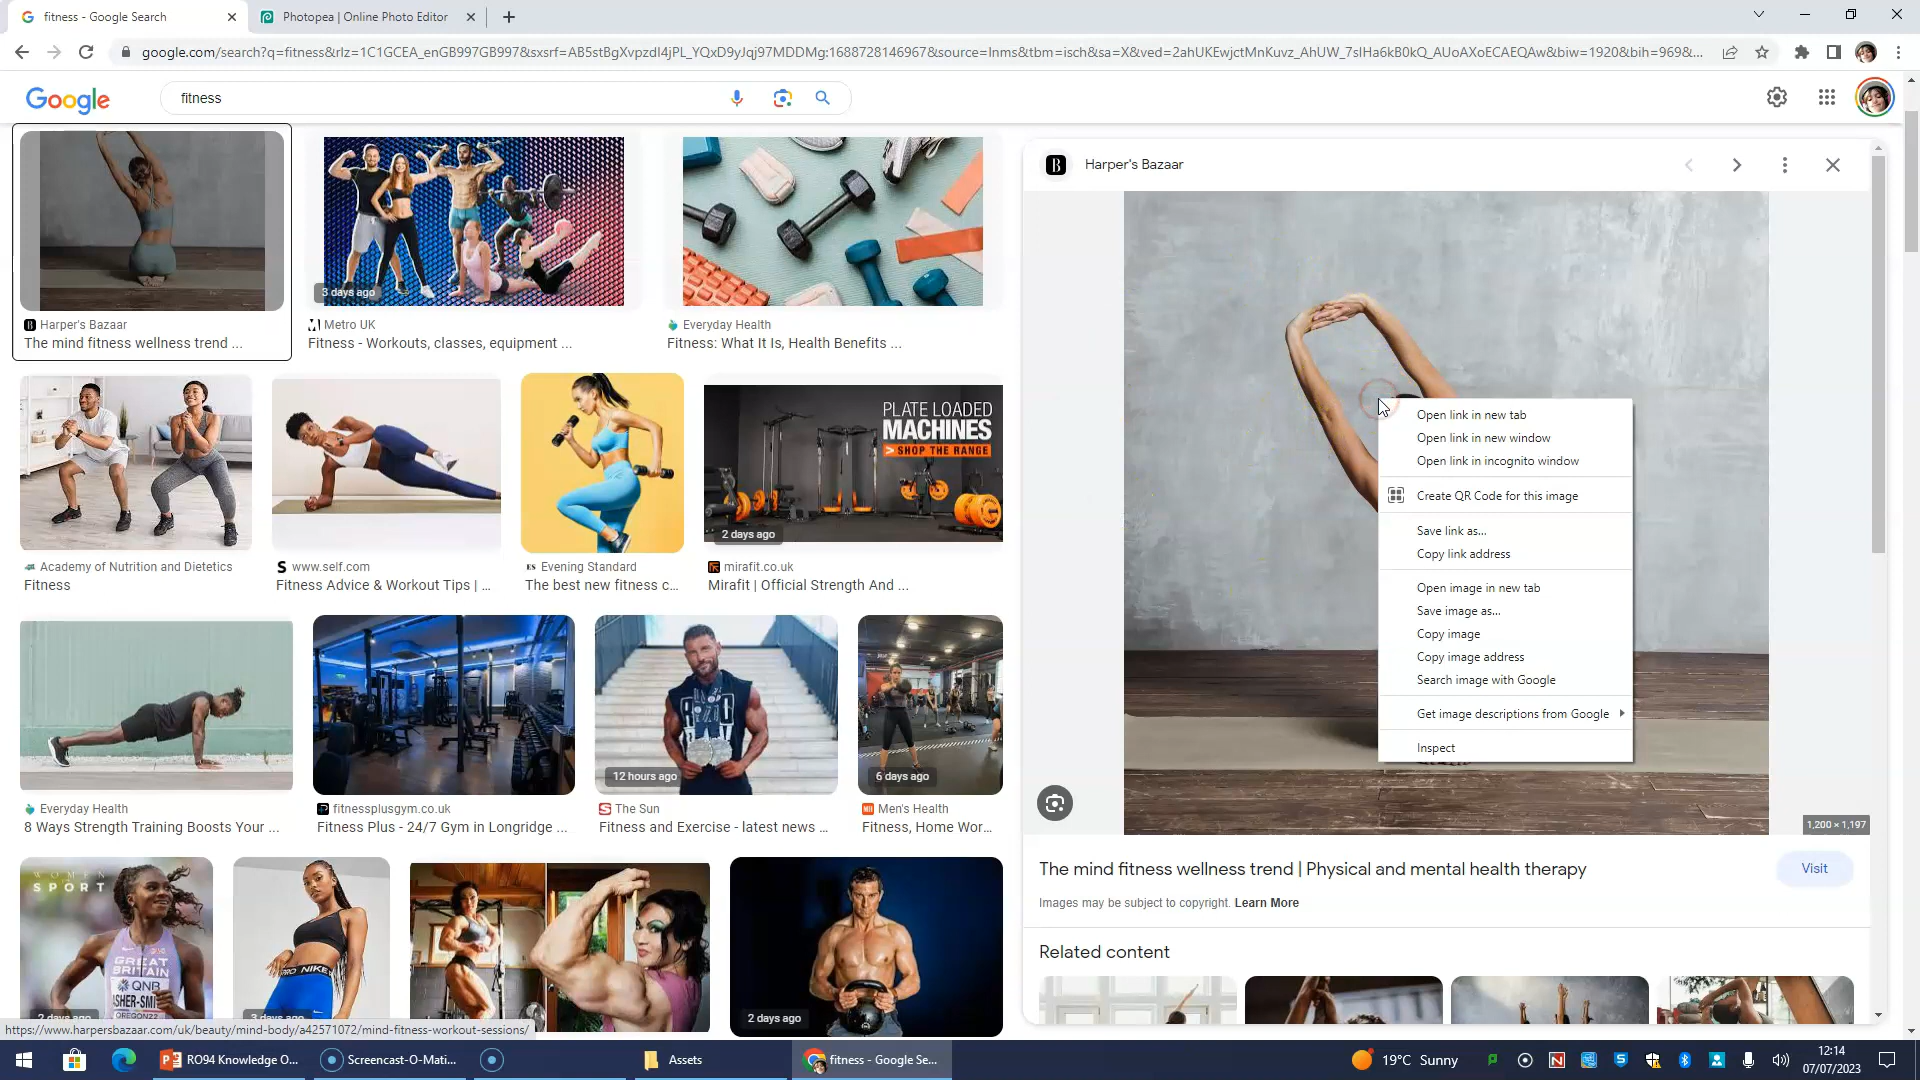 fitness - Google Search
Photopea | Online Photo Editor
google.com/search?q=fitness&rlz=1C1GCEA_enGB997GB997&sxsrf=AB5stBgXvpzdI4jPL_YQxD9yJqj97MDDMg:1688728146967&source=lnms&tbm=isch&sa=X&ved=2ahUKEwjctMnKuvz_AhUW_7sIHa6kB0kQ_AUoAXoECAEQAw&biw=1920&bih=969&...
Google
fitness
Harper's Bazaar
3 days ago
Harper's Bazaar
The mind fitness wellness trend ...
Metro UK
Fitness - Workouts, classes, equipment ...
Everyday Health
Fitness: What It Is, Health Benefits ...
PLATE LOADED
MACHINES
> SHOP THE RANGE
2 days ago
Academy of Nutrition and Dietetics
Fitness
www.self.com
Fitness Advice & Workout Tips | ...
Evening Standard
The best new fitness c...
mirafit.co.uk
Mirafit | Official Strength And ...
12 hours ago
6 days ago
Everyday Health
8 Ways Strength Training Boosts Your ...
fitnessplusgym.co.uk
Fitness Plus - 24/7 Gym in Longridge ...
The Sun
Fitness and Exercise - latest news ...
Men's Health
Fitness, Home Wor...
WOMEN
SPORT
GREAT
BRITAIN
QNB
ASHER-SMI
OREGON22
2 days ago
PRO NIKE
3 days ago
2 days ago
Open link in new tab
Open link in new window
Open link in incognito window
Create QR Code for this image
Save link as...
Copy link address
Open image in new tab
Save image as...
Copy image
Copy image address
Search image with Google
Get image descriptions from Google
Inspect
1,200 × 1,197
The mind fitness wellness trend | Physical and mental health therapy
Visit
Images may be subject to copyright. Learn More
Related content
https://www.harpersbazaar.com/uk/beauty/mind-body/a42571072/mind-fitness-workout-sessions/
RO94 Knowledge O...
Screencast-O-Mati...
Assets
fitness - Google Se...
19°C Sunny
12:14
07/07/2023